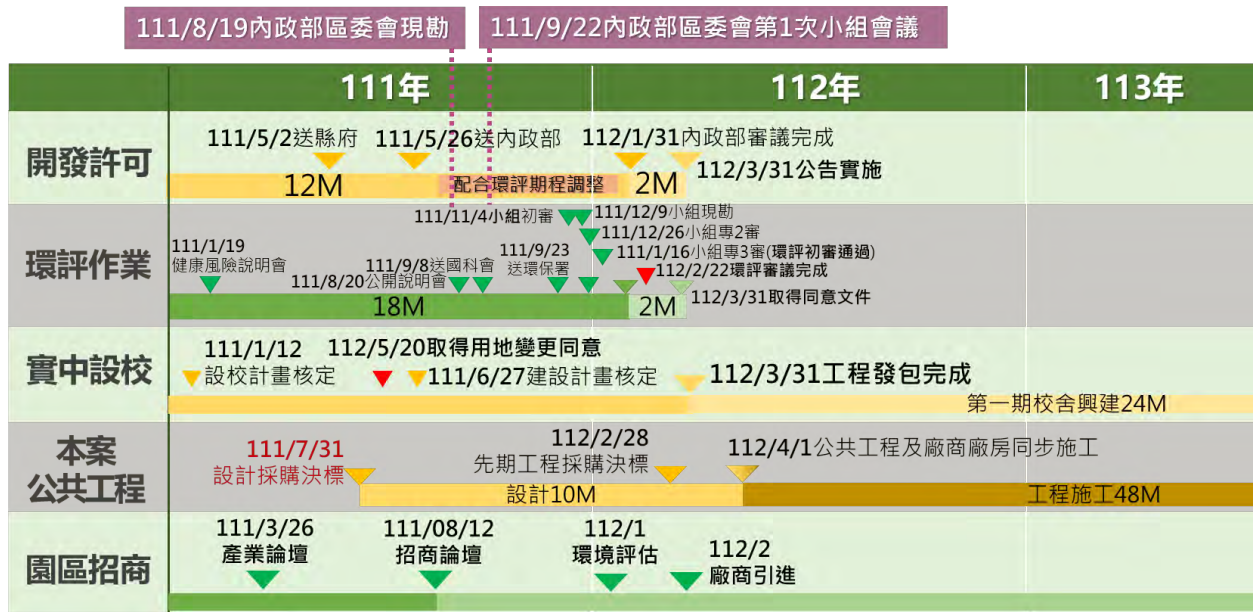 111/8/19內政部區委會現勘
111/9/22內政部區委會第1次小組會議
111年
112年
113年
開發許可
111/5/2送縣府
111/5/26送內政部
112/1/31內政部審議完成
112/3/31公告實施
12M
配合環評期程調整
2M
環評作業
111/11/4小組初審
111/12/9小組現勘
111/12/26小組專2審
111/1/16小組專3審(環評初審通過)
111/1/19
健康風險說明會
111/9/8送國科會
111/8/20公開說明會
111/9/23
送環保署
112/2/22環評審議完成
112/3/31取得同意文件
18M
2M
實中設校
111/1/12
設校計畫核定
112/5/20取得用地變更同意
111/6/27建設計畫核定
112/3/31工程發包完成
第一期校舍興建24M
本案
公共工程
111/7/31
設計採購決標
112/2/28
先期工程採購決標
112/4/1公共工程及廠商廠房同步施工
設計10M
工程施工48M
園區招商
111/3/26
產業論壇
111/08/12
招商論壇
112/1
環境評估
112/2
廠商引進